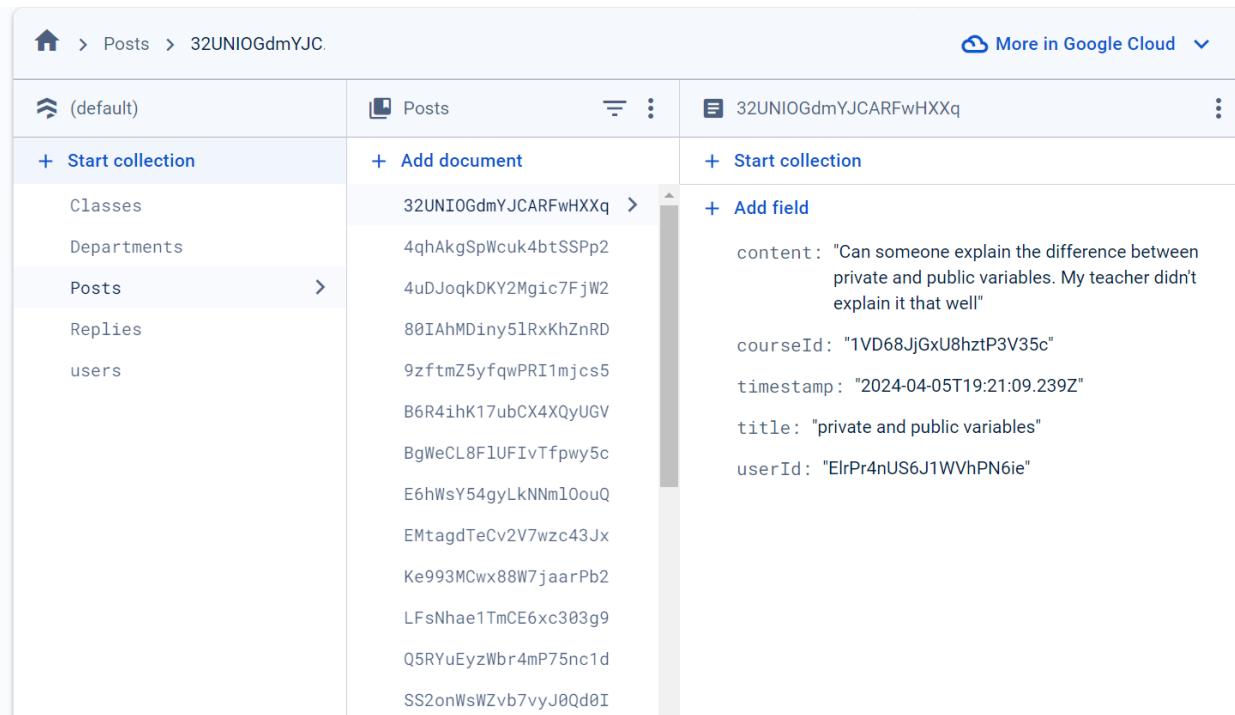 Posts 32UNIOGdmYJC.
More in Google Cloud
(default)
Start collection
Classes
Departments
Posts
Replies
users
Posts
Add document
32UNIOGdmYJCARFwHXXq
4qhAkgSpWcuk4btSSPp2
4uDJoqkDKY2Mgic7FjW2
80IAhMDiny5lRxKhZnRD
9zftmZ5yfqwPRI1mjcs5
B6R4ihK17ubCX4XQyUGV
BgWeCL8FlUFIvTfpwy5c
E6hWsY54gyLkNNmlOouQ
EMtagdTeCv2V7wzc43Jx
Ke993MCwx88W7jaarPb2
LFsNhae1TmCE6xc303g9
Q5RYuEyzWbr4mP75nc1d
SS2onWsWZvb7vyJ0Qd0I
32UNIOGdmYJCARFwHXXq
Start collection
Add field
content: "Can someone explain the difference between
private and public variables. My teacher didn't
explain it that well"
courseId: "1VD68JjGxU8hztP3V35c"
timestamp: "2024-04-05T19:21:09.239Z"
title: "private and public variables"
userId: "ElrPr4nUS6J1WVhPN6ie"